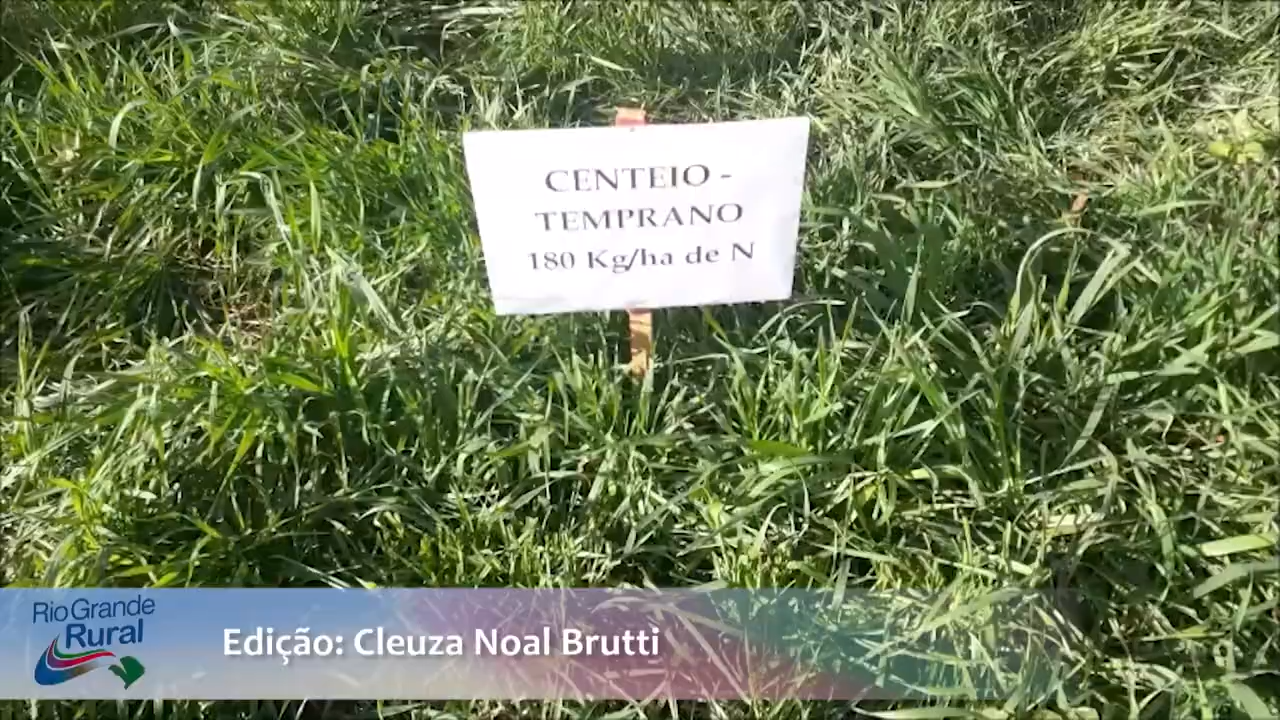 CENTEIO -
TEMPRANO
180 Kg/ha de N
Rio Grande
Rural
Edição: Cleuza Noal Brutti